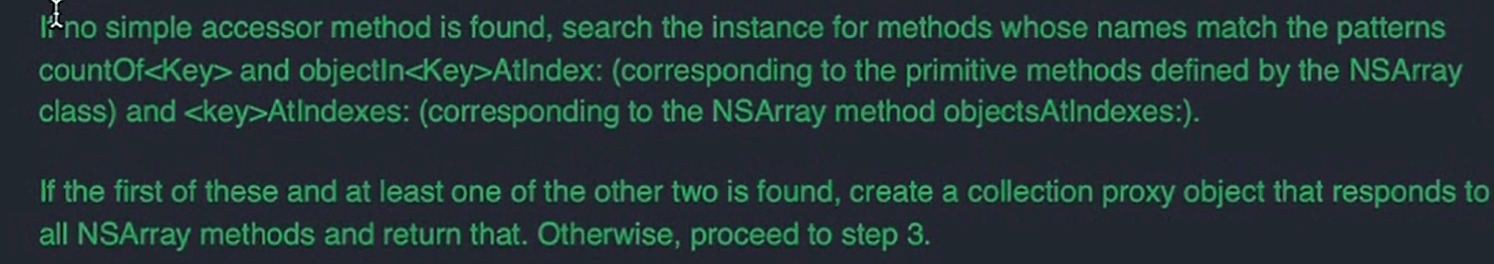 If no simple accessor method is found, search the instance for methods whose names match the patterns
countOf<Key> and objectIn<Key>AtIndex: (corresponding to the primitive methods defined by the NSArray
class) and <key>AtIndexes: (corresponding to the NSArray method objectsAtIndexes:).
If the first of these and at least one of the other two is found, create a collection proxy object that responds to
all NSArray methods and return that. Otherwise, proceed to step 3.